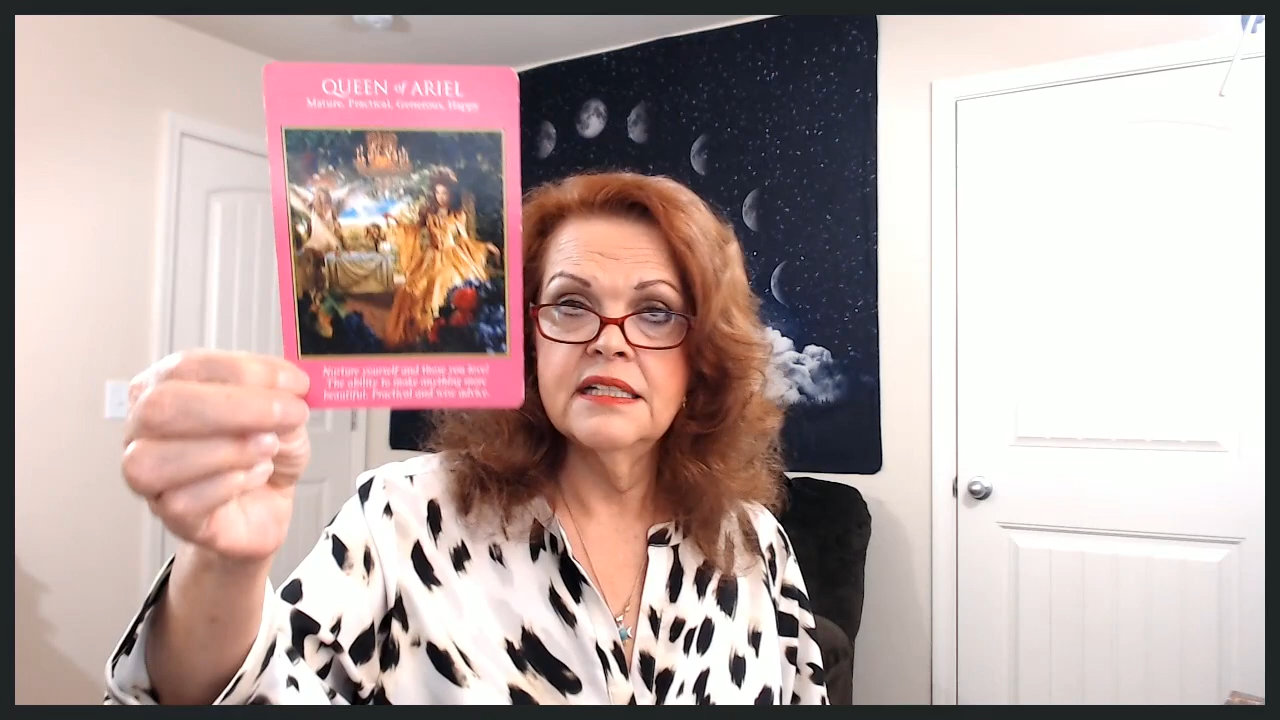 QUEEN of ARIEL
Mature, Practical, Generous, Happy
Nurture yourself and those you love!
The ability to make anything more
beautiful. Practical and wise advice.